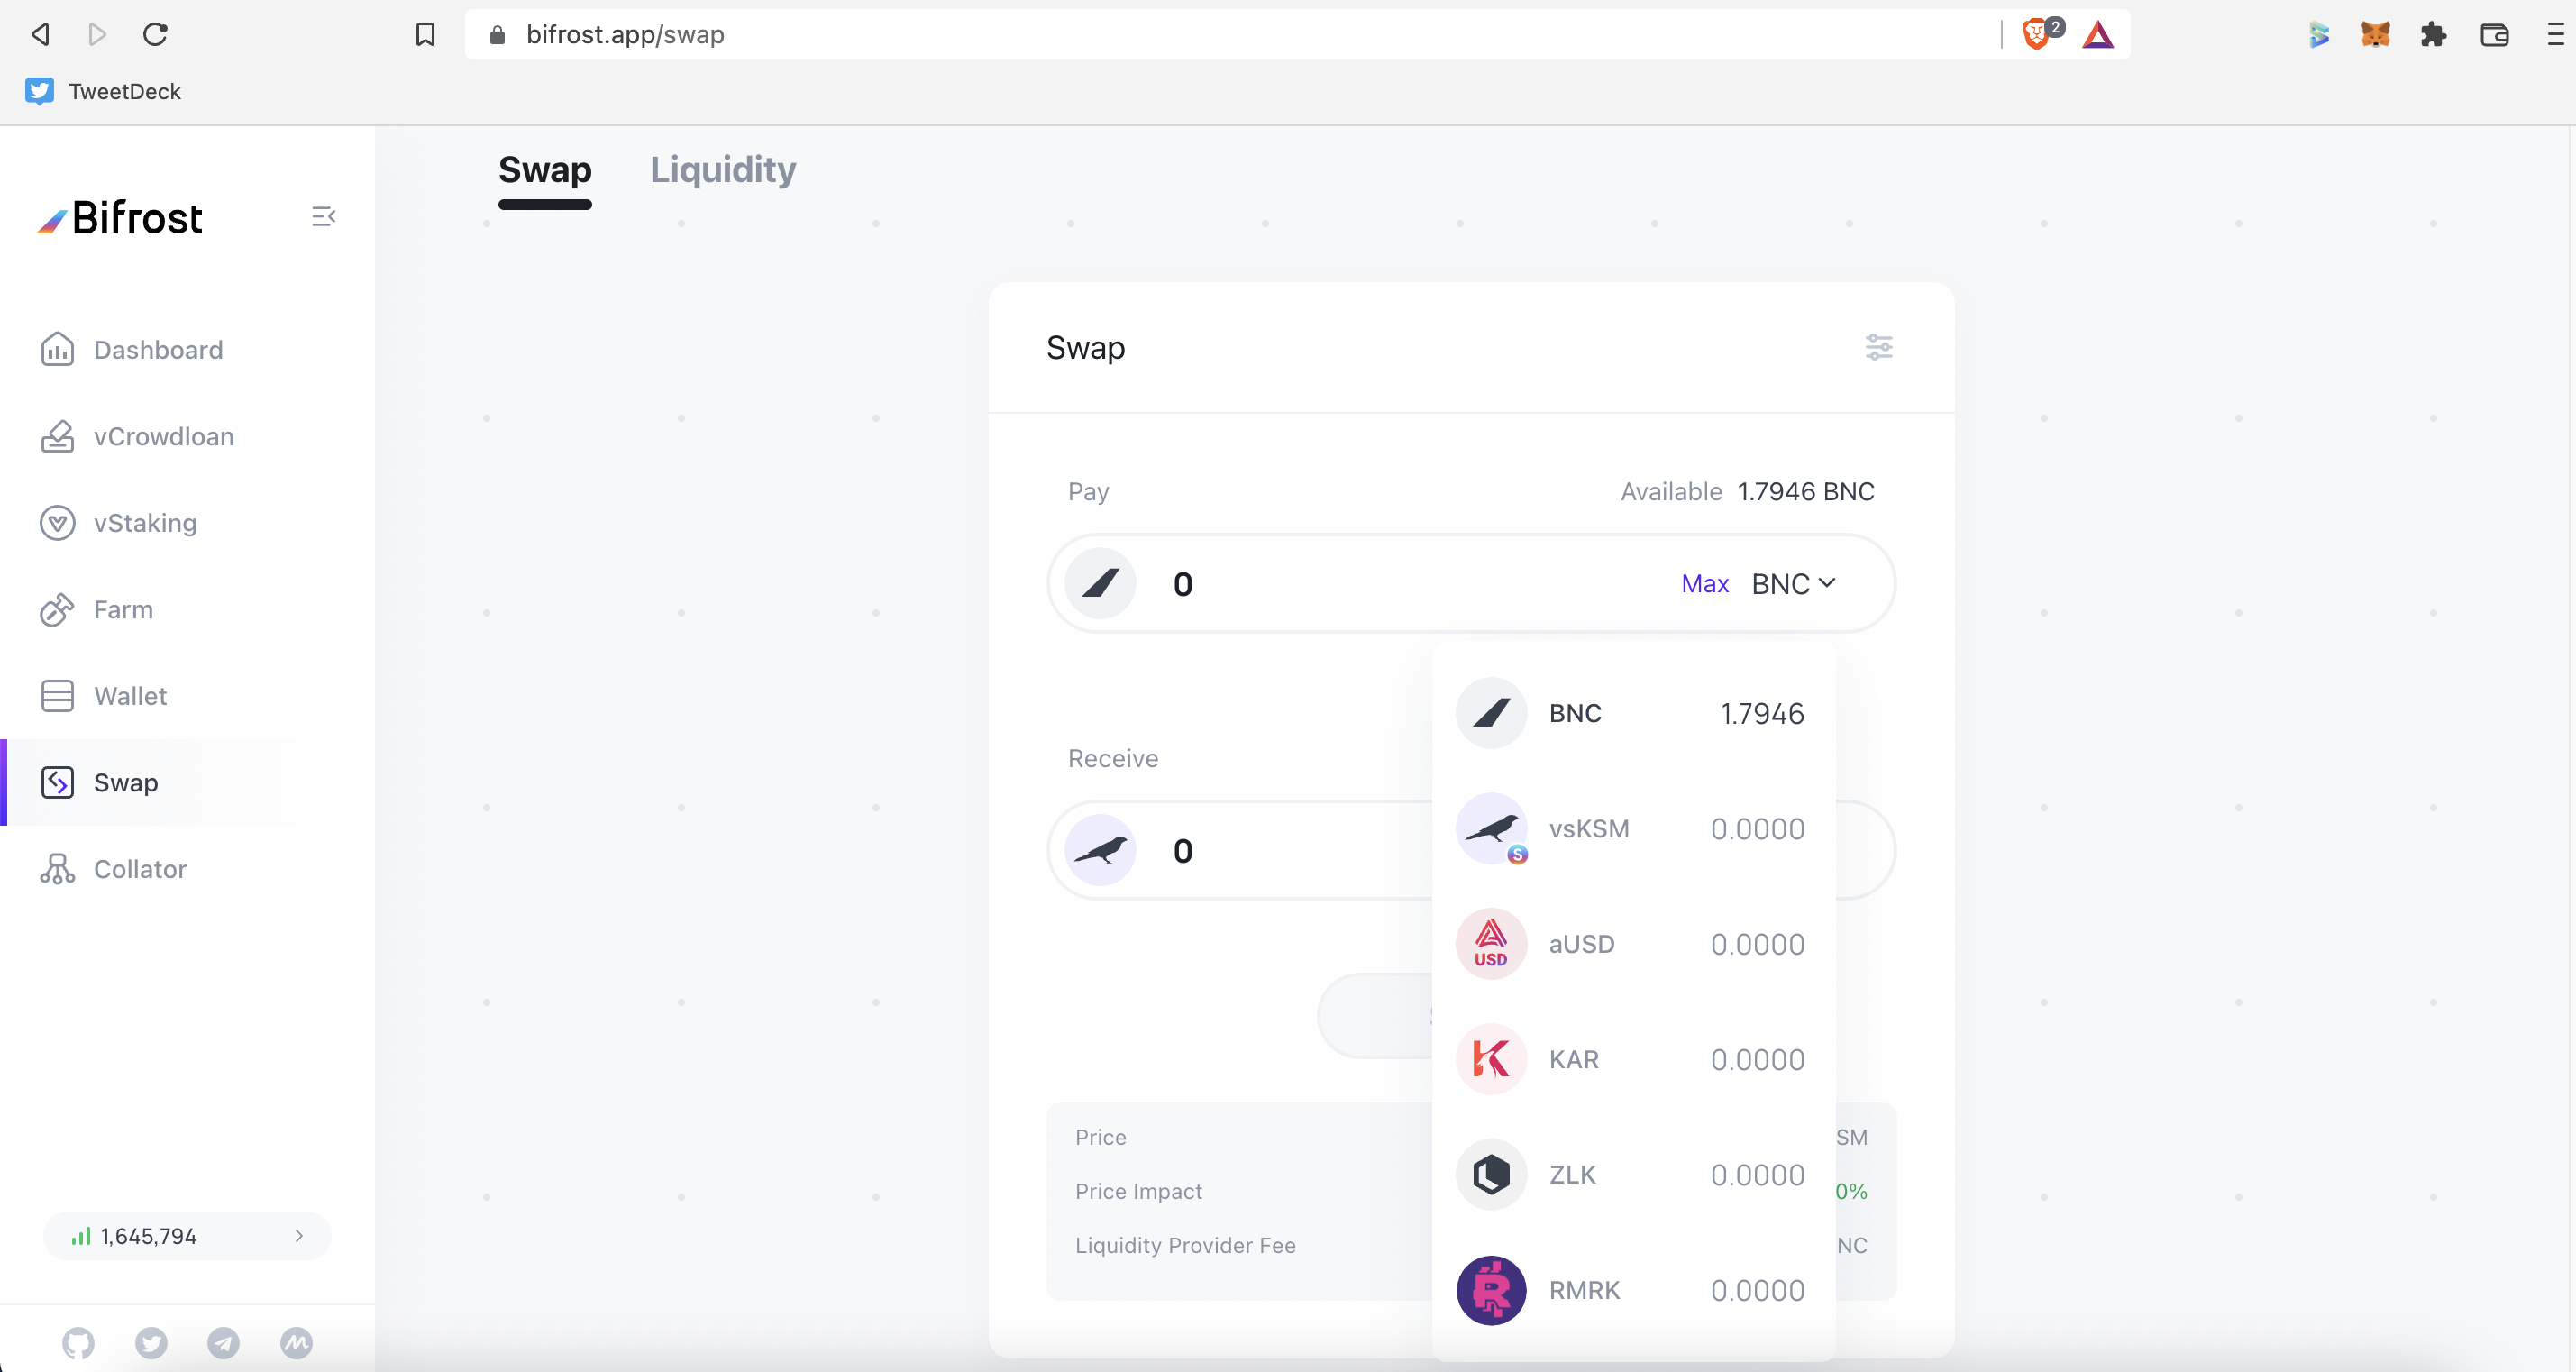 bifrost.app/swap
2
TweetDeck
Bifrost
Dashboard
vCrowdloan
vStaking
Farm
Wallet
Swap
Collator
1,645,794
Swap Liquidity
Swap
Pay Available 1.7946 BNC
0 Max BNC
Receive
0
BNC 1.7946
vsKSM 0.0000
S
aUSD 0.0000
USD
KAR 0.0000
ZLK 0.0000
RMRK 0.0000
Price SM
Price Impact 0%
Liquidity Provider Fee NC